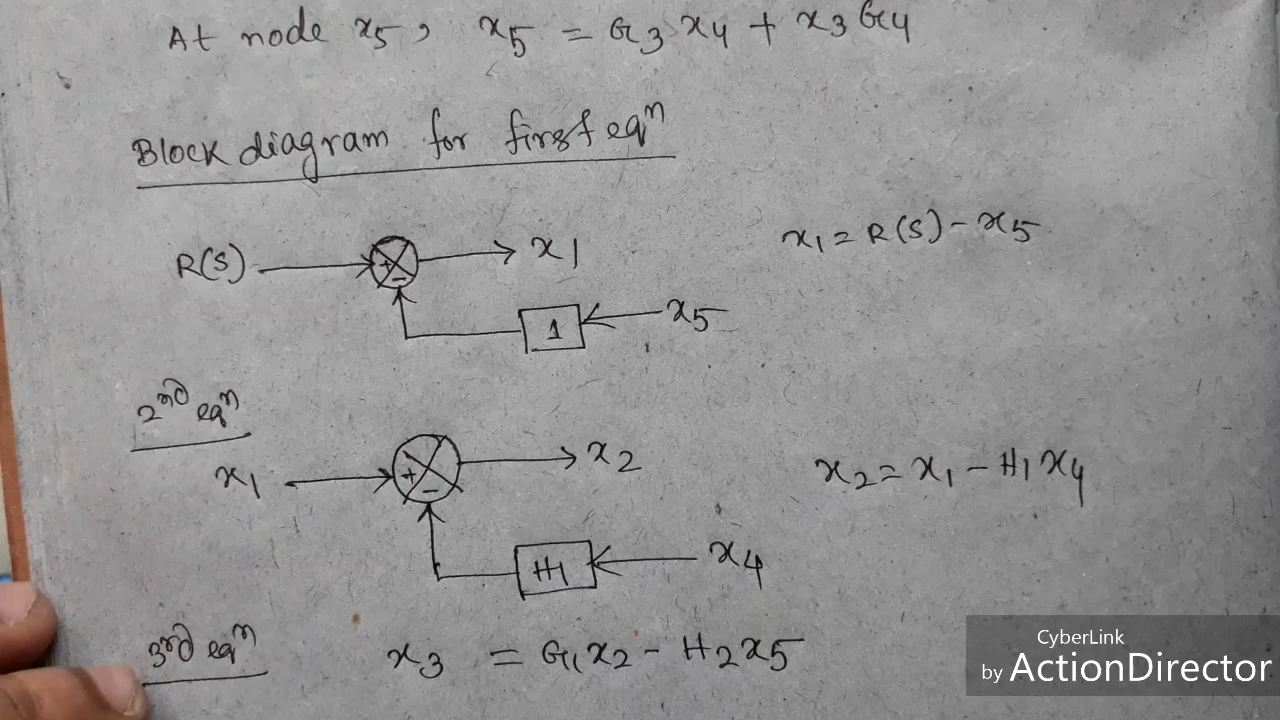 At node x5, x5 = G3 x4 + x3 G4
Block diagram for first eqn
R(S) + - x1
x1 = R(S) - x5
1 x5
2nd eqn
x1 + - x2
x2 = x1 - H1 x4
H1 x4
3rd eqn x3 = G1 x2 - H2 x5
CyberLink
by ActionDirector